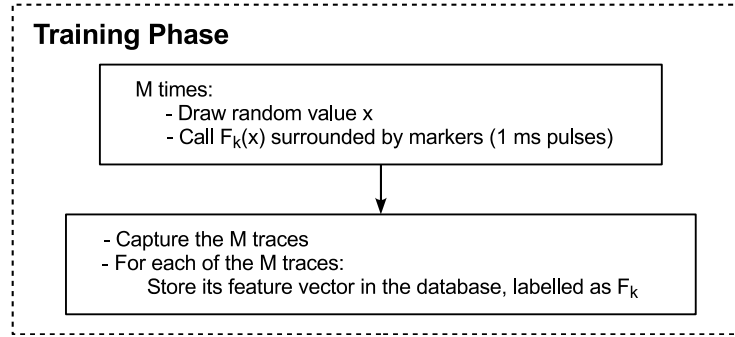 Training Phase
M times:
- Draw random value x
- Call Fk(x) surrounded by markers (1 ms pulses)
- Capture the M traces
- For each of the M traces:
Store its feature vector in the database, labelled as Fk